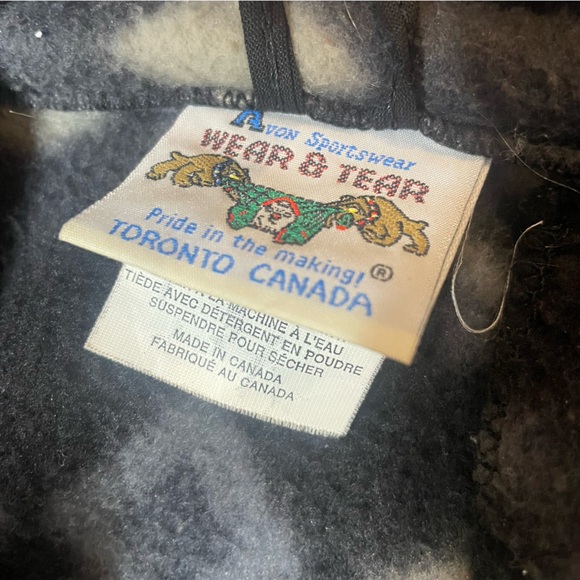 Avon Sportswear
WEAR & TEAR
Pride in the making! ®
TORONTO CANADA
LA MACHINE À L'EAU
TIÈDE AVEC DÉTERGENT EN POUDRE
SUSPENDRE POUR SÉCHER
MADE IN CANADA
FABRIQUÉ AU CANADA